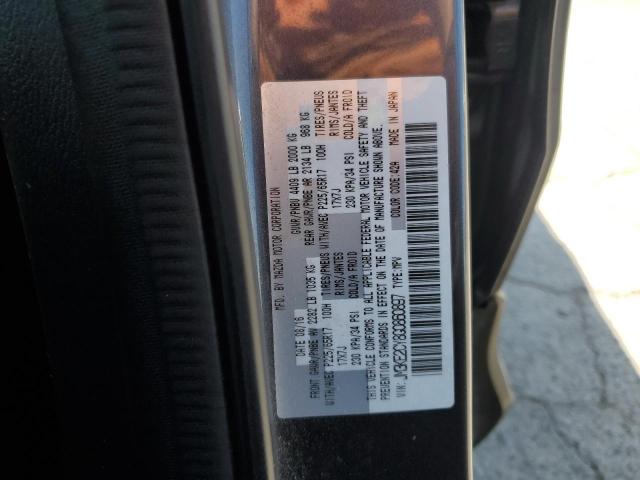 MFD. BY MAZDA MOTOR CORPORATION
DATE 08/16 GVWR/PNBV 4409 LB 2000 KG
FRONT GAWR/PNBE AV 2282 LB 1035 KG REAR GAWR/PNBE AR 2134 LB 968 KG
WITH/AVEC P225/65R17 100H TIRES/PNEUS WITH/AVEC P225/65R17 100H TIRES/PNEUS
17X7J RIMS/JANTES 17X7J RIMS/JANTES
230 KPA/34 PSI COLD/A FROID 230 KPA/34 PSI COLD/A FROID
THIS VEHICLE CONFORMS TO ALL APPLICABLE FEDERAL MOTOR VEHICLE SAFETY AND THEFT
PREVENTION STANDARDS IN EFFECT ON THE DATE OF MANUFACTURE SHOWN ABOVE.
VIN: JM3KE2CY8G0860897 TYPE: MPV COLOR CODE: 42A MADE IN JAPAN